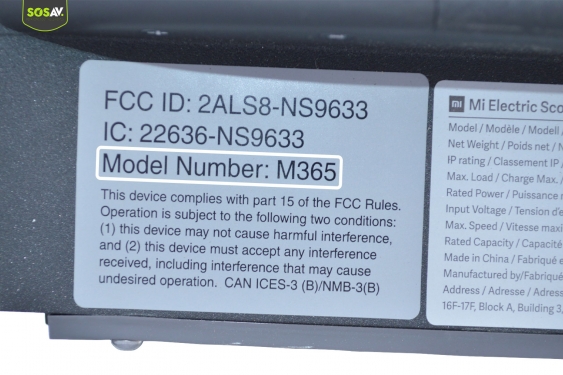 SOSAV.
FCC ID: 2ALS8-NS9633
IC: 22636-NS9633
Model Number: M365
This device complies with part 15 of the FCC Rules.
Operation is subject to the following two conditions:
(1) this device may not cause harmful interference,
and (2) this device must accept any interference
received, including interference that may cause
undesired operation. CAN ICES-3 (B)/NMB-3(B)
mi Mi Electric Sco
Model / Modèle / Modell
Net Weight / Poids net / N
IP rating / Classement IP
Max. Load / Charge Max. /
Rated Power / Puissance
Input Voltage / Tension d'e
Max. Speed / Vitesse maxi
Rated Capacity / Capacité
Made in China / Fabriqué e
Manufactured by/Fabriqué
Address / Adresse / Adres
16F-17F, Block A, Building 3,